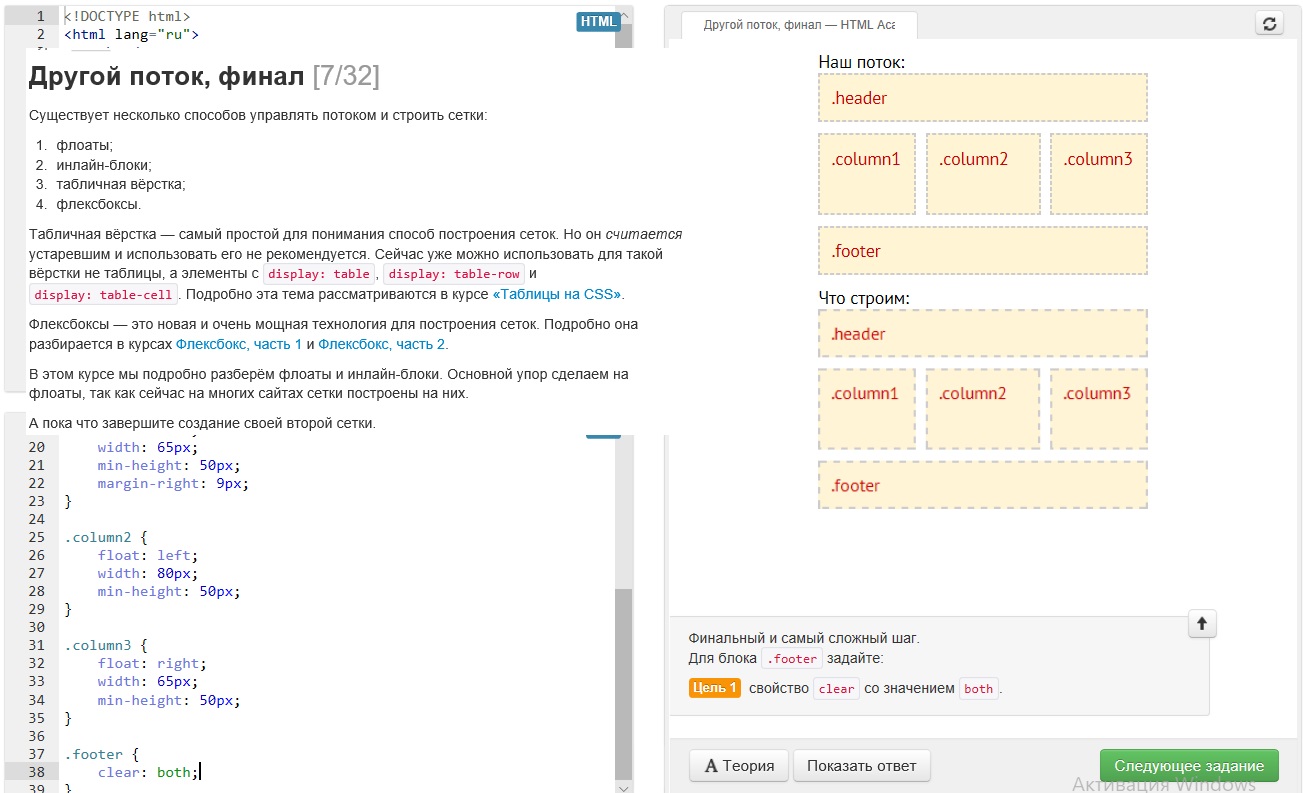 1 <!DOCTYPE html>
HTML
2 <html lang="ru">
Другой поток, финал [7/32]
Существует несколько способов управлять потоком и строить сетки:
1. флоаты;
2. инлайн-блоки;
3. табличная вёрстка;
4. флексбоксы.
Табличная вёрстка — самый простой для понимания способ построения сеток. Но он считается
устаревшим и использовать его не рекомендуется. Сейчас уже можно использовать для такой
вёрстки не таблицы, а элементы с display: table, display: table-row и
display: table-cell. Подробно эта тема рассматриваются в курсе «Таблицы на CSS».
Флексбоксы — это новая и очень мощная технология для построения сеток. Подробно она
разбирается в курсах Флексбокс, часть 1 и Флексбокс, часть 2.
В этом курсе мы подробно разберём флоаты и инлайн-блоки. Основной упор сделаем на
флоаты, так как сейчас на многих сайтах сетки построены на них.
А пока что завершите создание своей второй сетки.
20 width: 65px;
21 min-height: 50px;
22 margin-right: 9px;
23 }
24
25 .column2 {
26 float: left;
27 width: 80px;
28 min-height: 50px;
29 }
30
31 .column3 {
32 float: right;
33 width: 65px;
34 min-height: 50px;
35 }
36
37 .footer {
38 clear: both;
39 }
Другой поток, финал — HTML Aca
Наш поток:
.header
.column1 .column2 .column3
.footer
Что строим:
.header
.column1 .column2 .column3
.footer
Финальный и самый сложный шаг.
Для блока .footer задайте:
Цель 1 свойство clear со значением both.
А Теория Показать ответ Следующее задание
Активация Windows